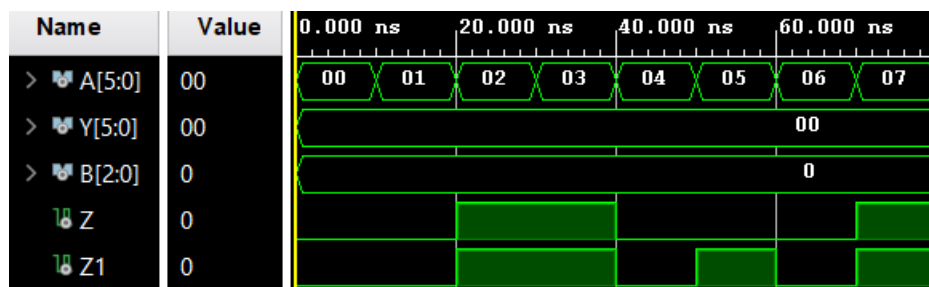 Name Value 0.000 ns 20.000 ns 40.000 ns 60.000 ns
> A[5:0] 00 00 01 02 03 04 05 06 07
> Y[5:0] 00 00
> B[2:0] 0 0
Z 0
Z1 0